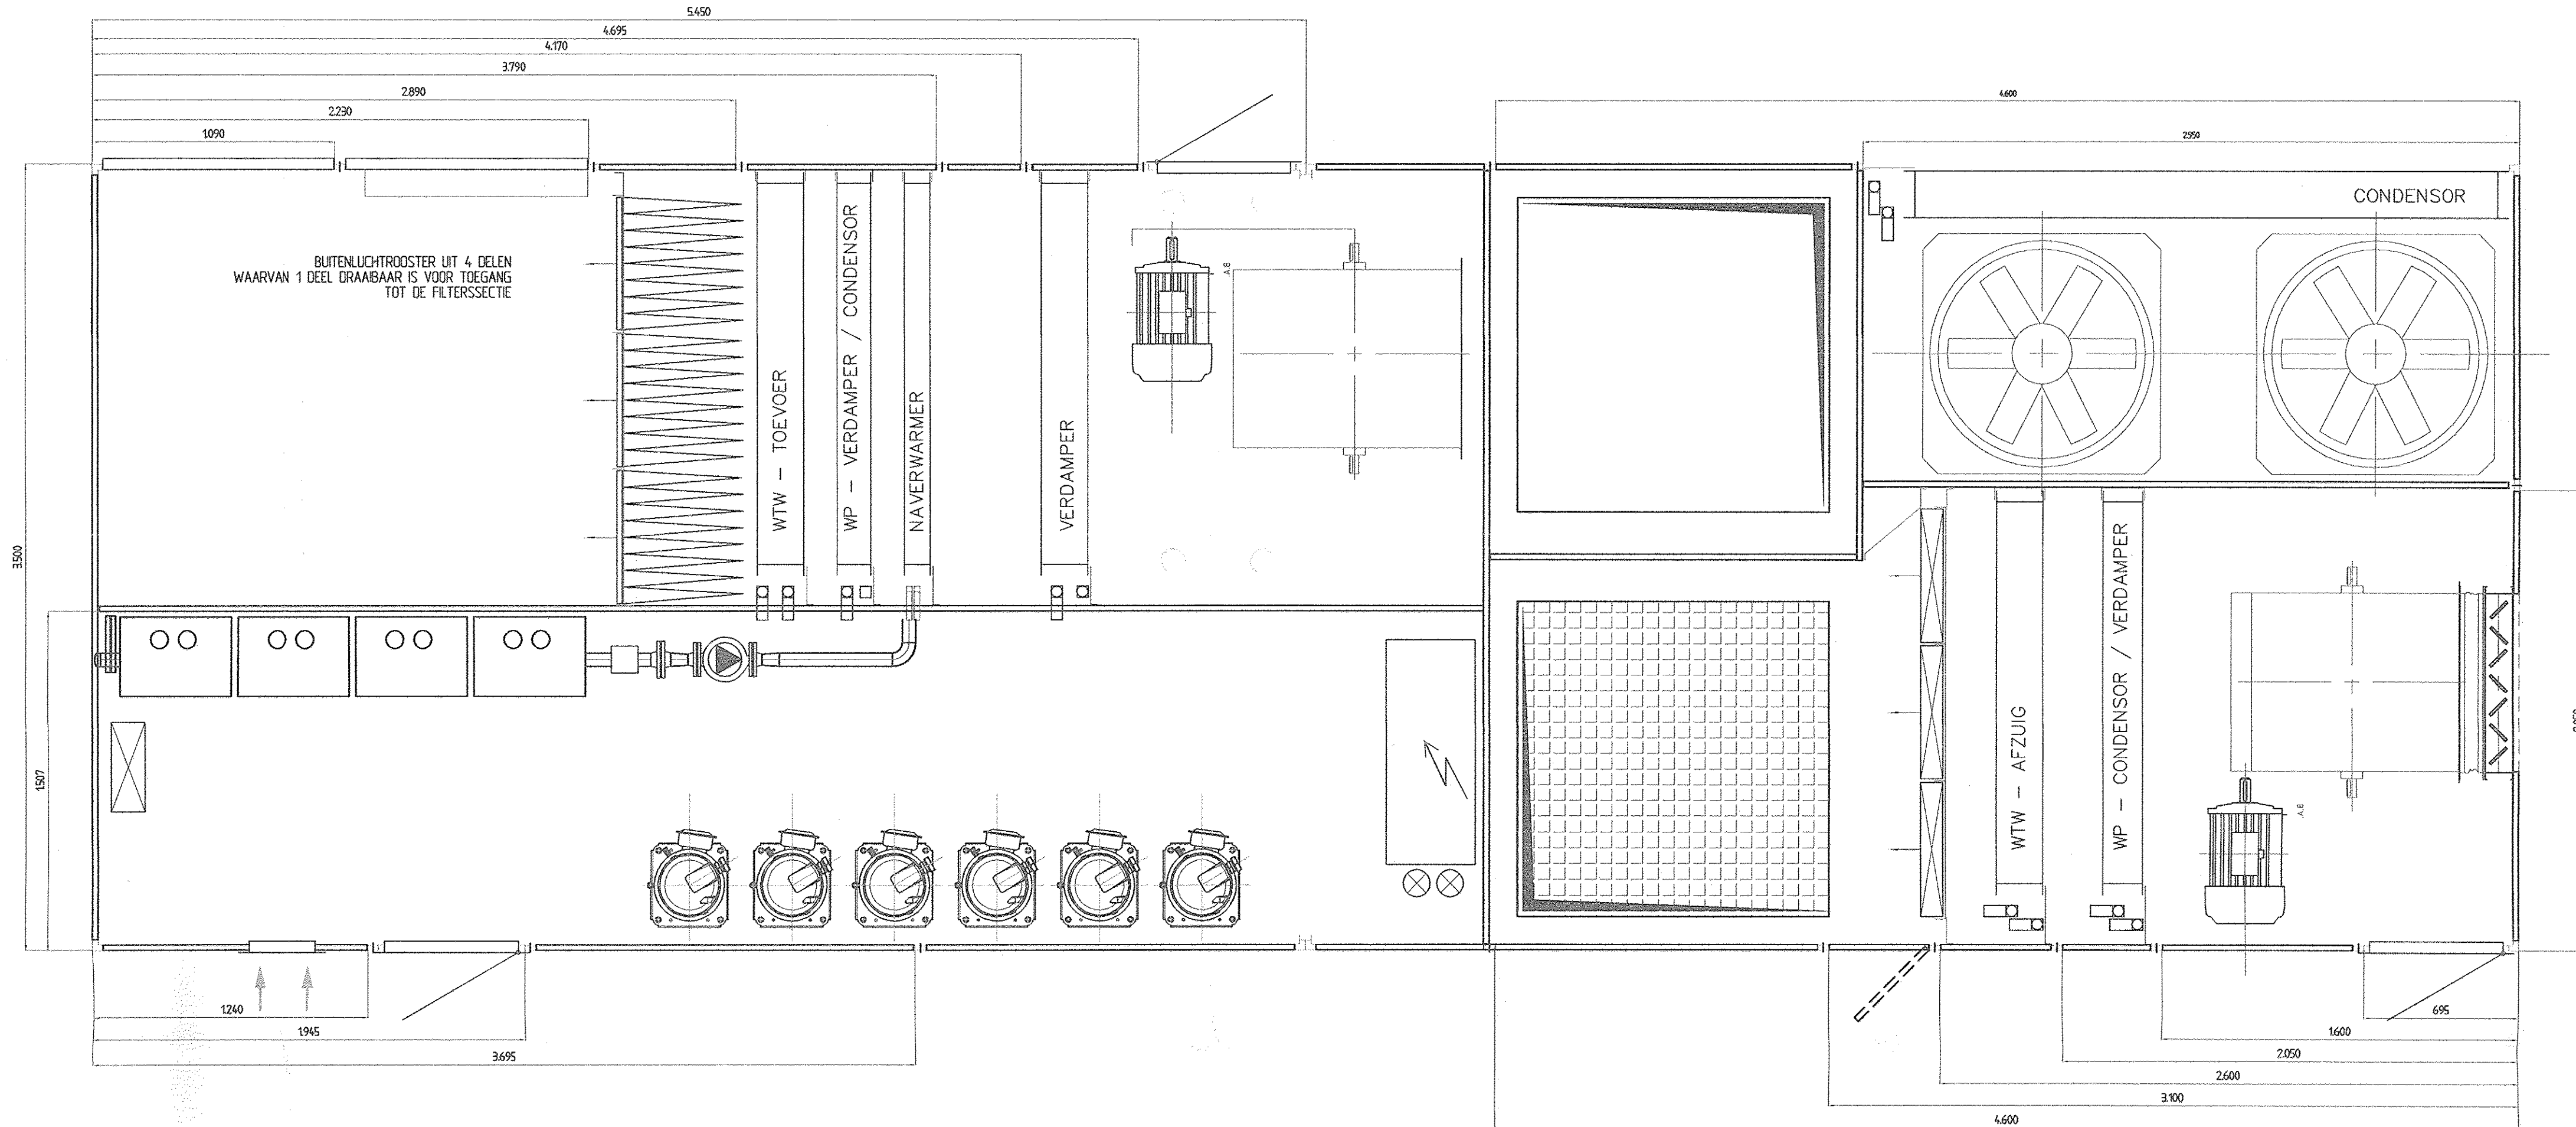 5.450
4.695
4.170
3.790
2.890
2.230
1.090
4.600
2.950
CONDENSOR
BUITENLUCHTROOSTER UIT 4 DELEN
WAARVAN 1 DEEL DRAAIBAAR IS VOOR TOEGANG
TOT DE FILTERSSECTIE
WTW - TOEVOER
WP - VERDAMPER / CONDENSOR
NAVERWARMER
VERDAMPER
A.B.
3.500
1.507
WTW - AFZUIG
WP - CONDENSOR / VERDAMPER
A.B.
1.240
1.945
3.695
695
1.600
2.050
2.600
3.100
4.600